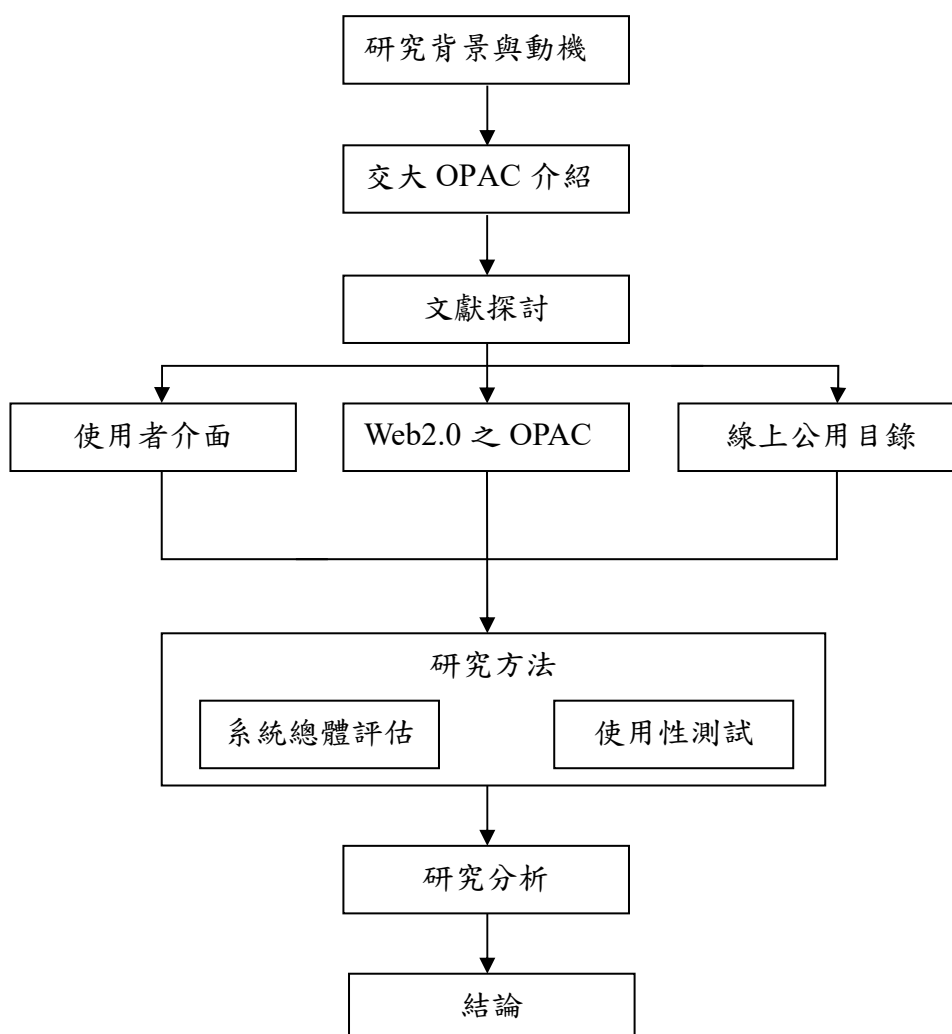 研究背景與動機
交大 OPAC 介紹
文獻探討
使用者介面
Web2.0 之 OPAC
線上公用目錄
研究方法
系統總體評估
使用性測試
研究分析
結論